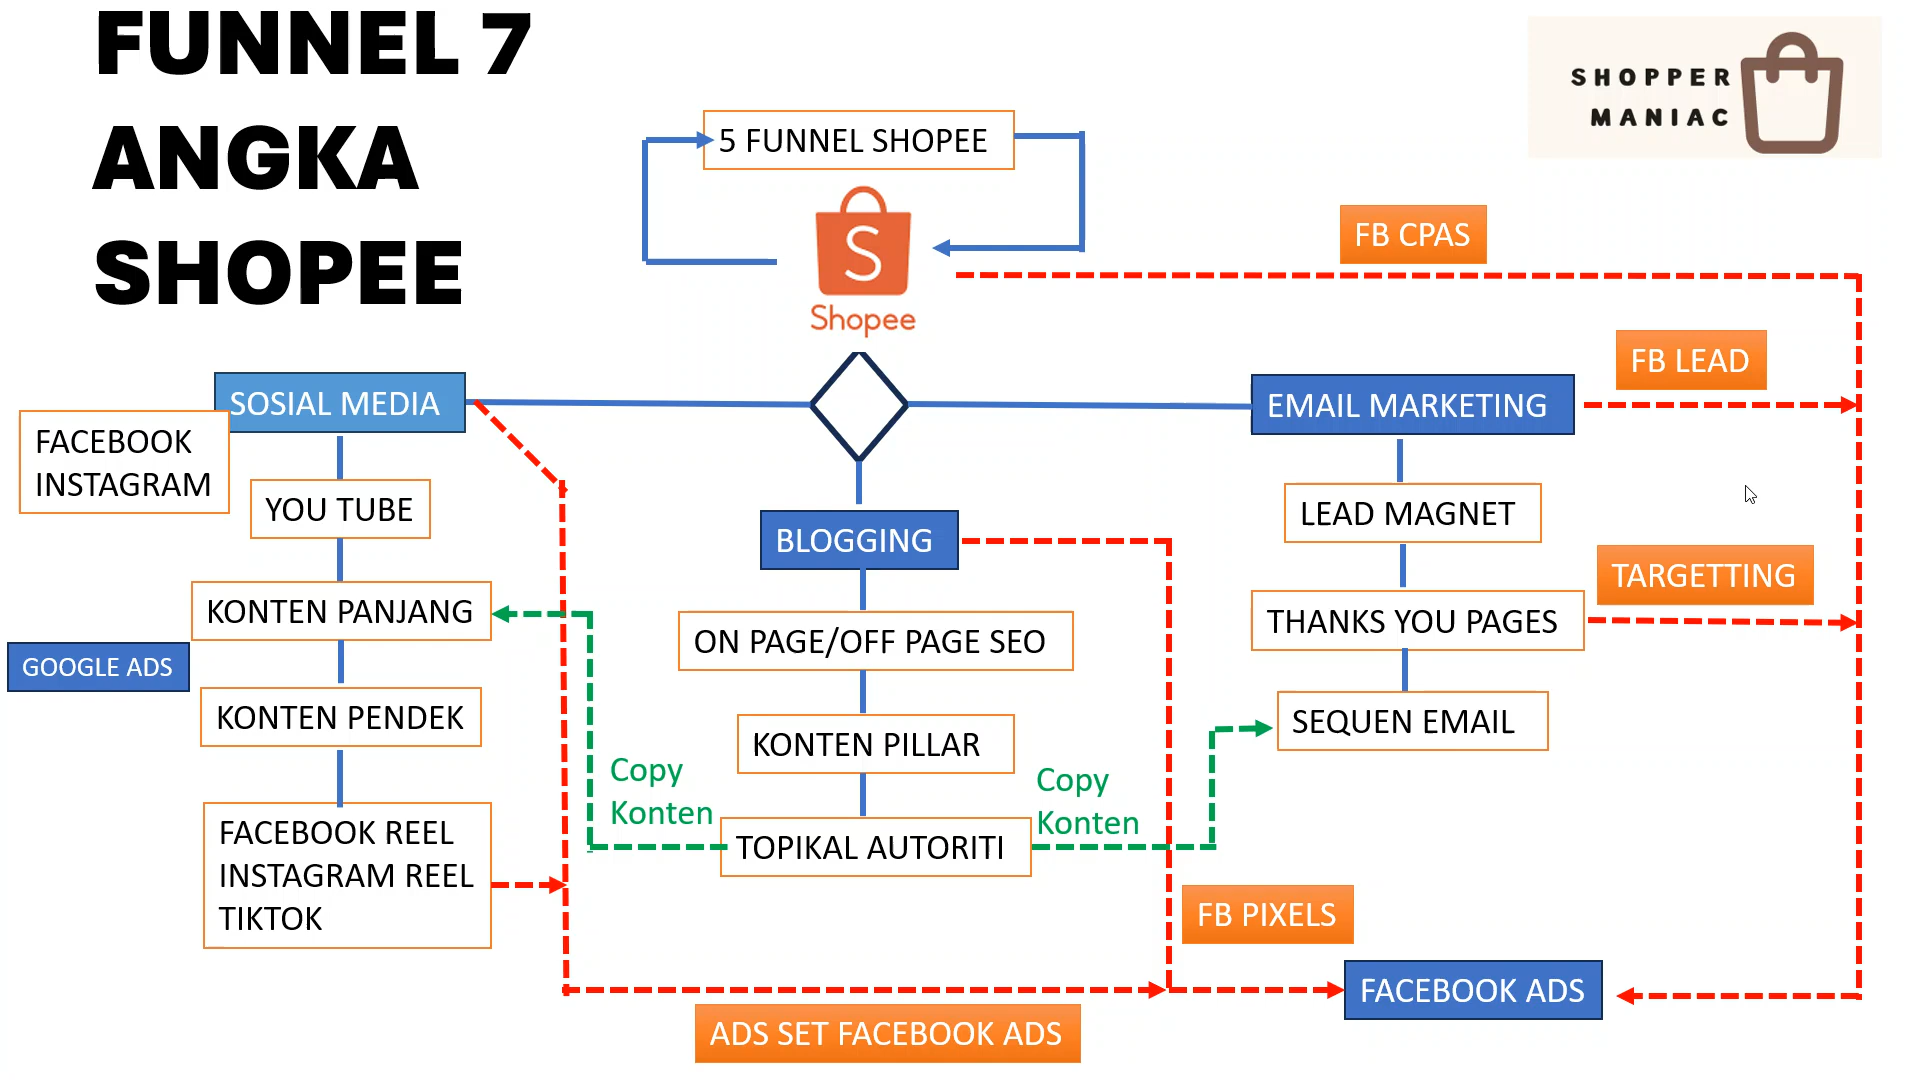 FUNNEL 7
ANGKA
SHOPEE
SHOPPER
MANIAC
5 FUNNEL SHOPEE
S
Shopee
FB CPAS
FB LEAD
SOSIAL MEDIA
EMAIL MARKETING
FACEBOOK
INSTAGRAM
YOU TUBE
LEAD MAGNET
BLOGGING
TARGETTING
KONTEN PANJANG
THANKS YOU PAGES
ON PAGE/OFF PAGE SEO
GOOGLE ADS
KONTEN PENDEK
SEQUEN EMAIL
KONTEN PILLAR
Copy
Konten
Copy
Konten
TOPIKAL AUTORITI
FACEBOOK REEL
INSTAGRAM REEL
TIKTOK
FB PIXELS
FACEBOOK ADS
ADS SET FACEBOOK ADS